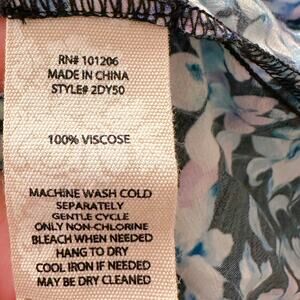 RN# 101206
MADE IN CHINA
STYLE# 2DY50
100% VISCOSE
MACHINE WASH COLD
SEPARATELY
GENTLE CYCLE
ONLY NON-CHLORINE
BLEACH WHEN NEEDED
HANG TO DRY
COOL IRON IF NEEDED
MAY BE DRY CLEANED